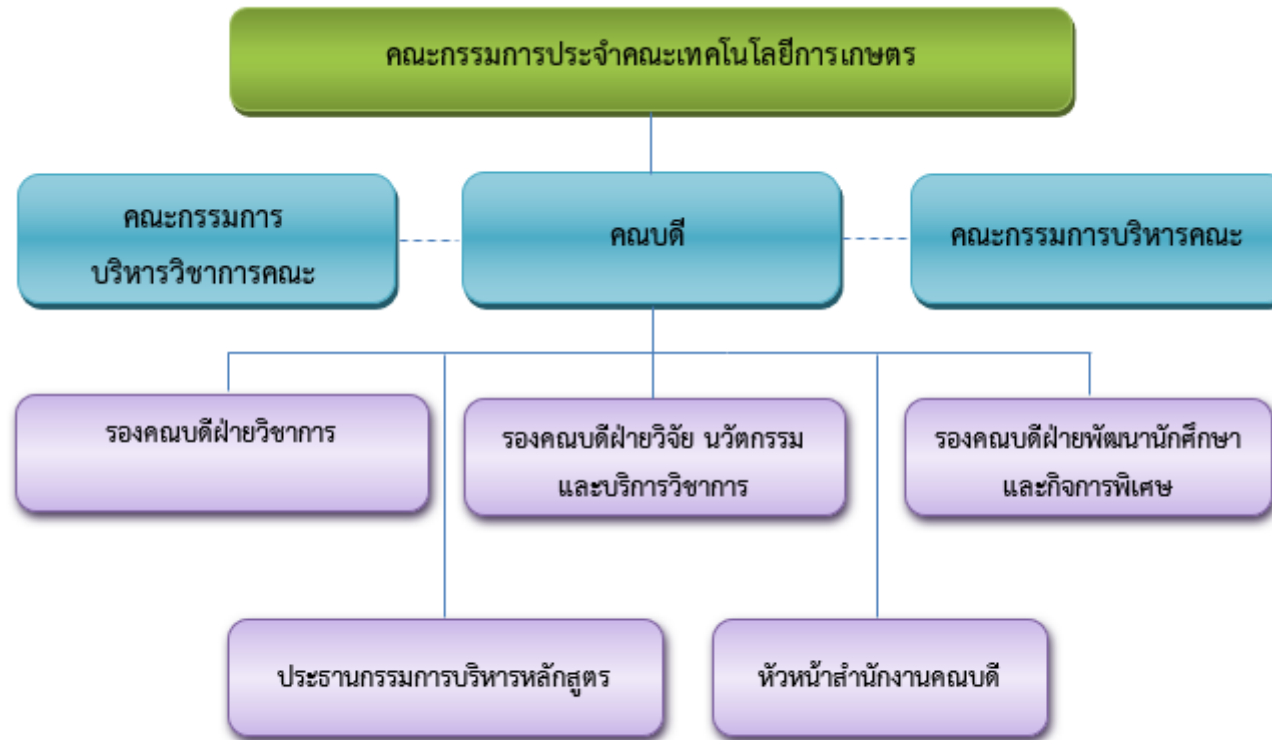 คณะกรรมการประจำคณะเทคโนโลยีการเกษตร
คณะกรรมการ
บริหารวิชาการคณะ
คณบดี
คณะกรรมการบริหารคณะ
รองคณบดีฝ่ายวิชาการ
รองคณบดีฝ่ายวิจัย นวัตกรรม
และบริการวิชาการ
รองคณบดีฝ่ายพัฒนานักศึกษา
และกิจการพิเศษ
ประธานกรรมการบริหารหลักสูตร
หัวหน้าสำนักงานคณบดี